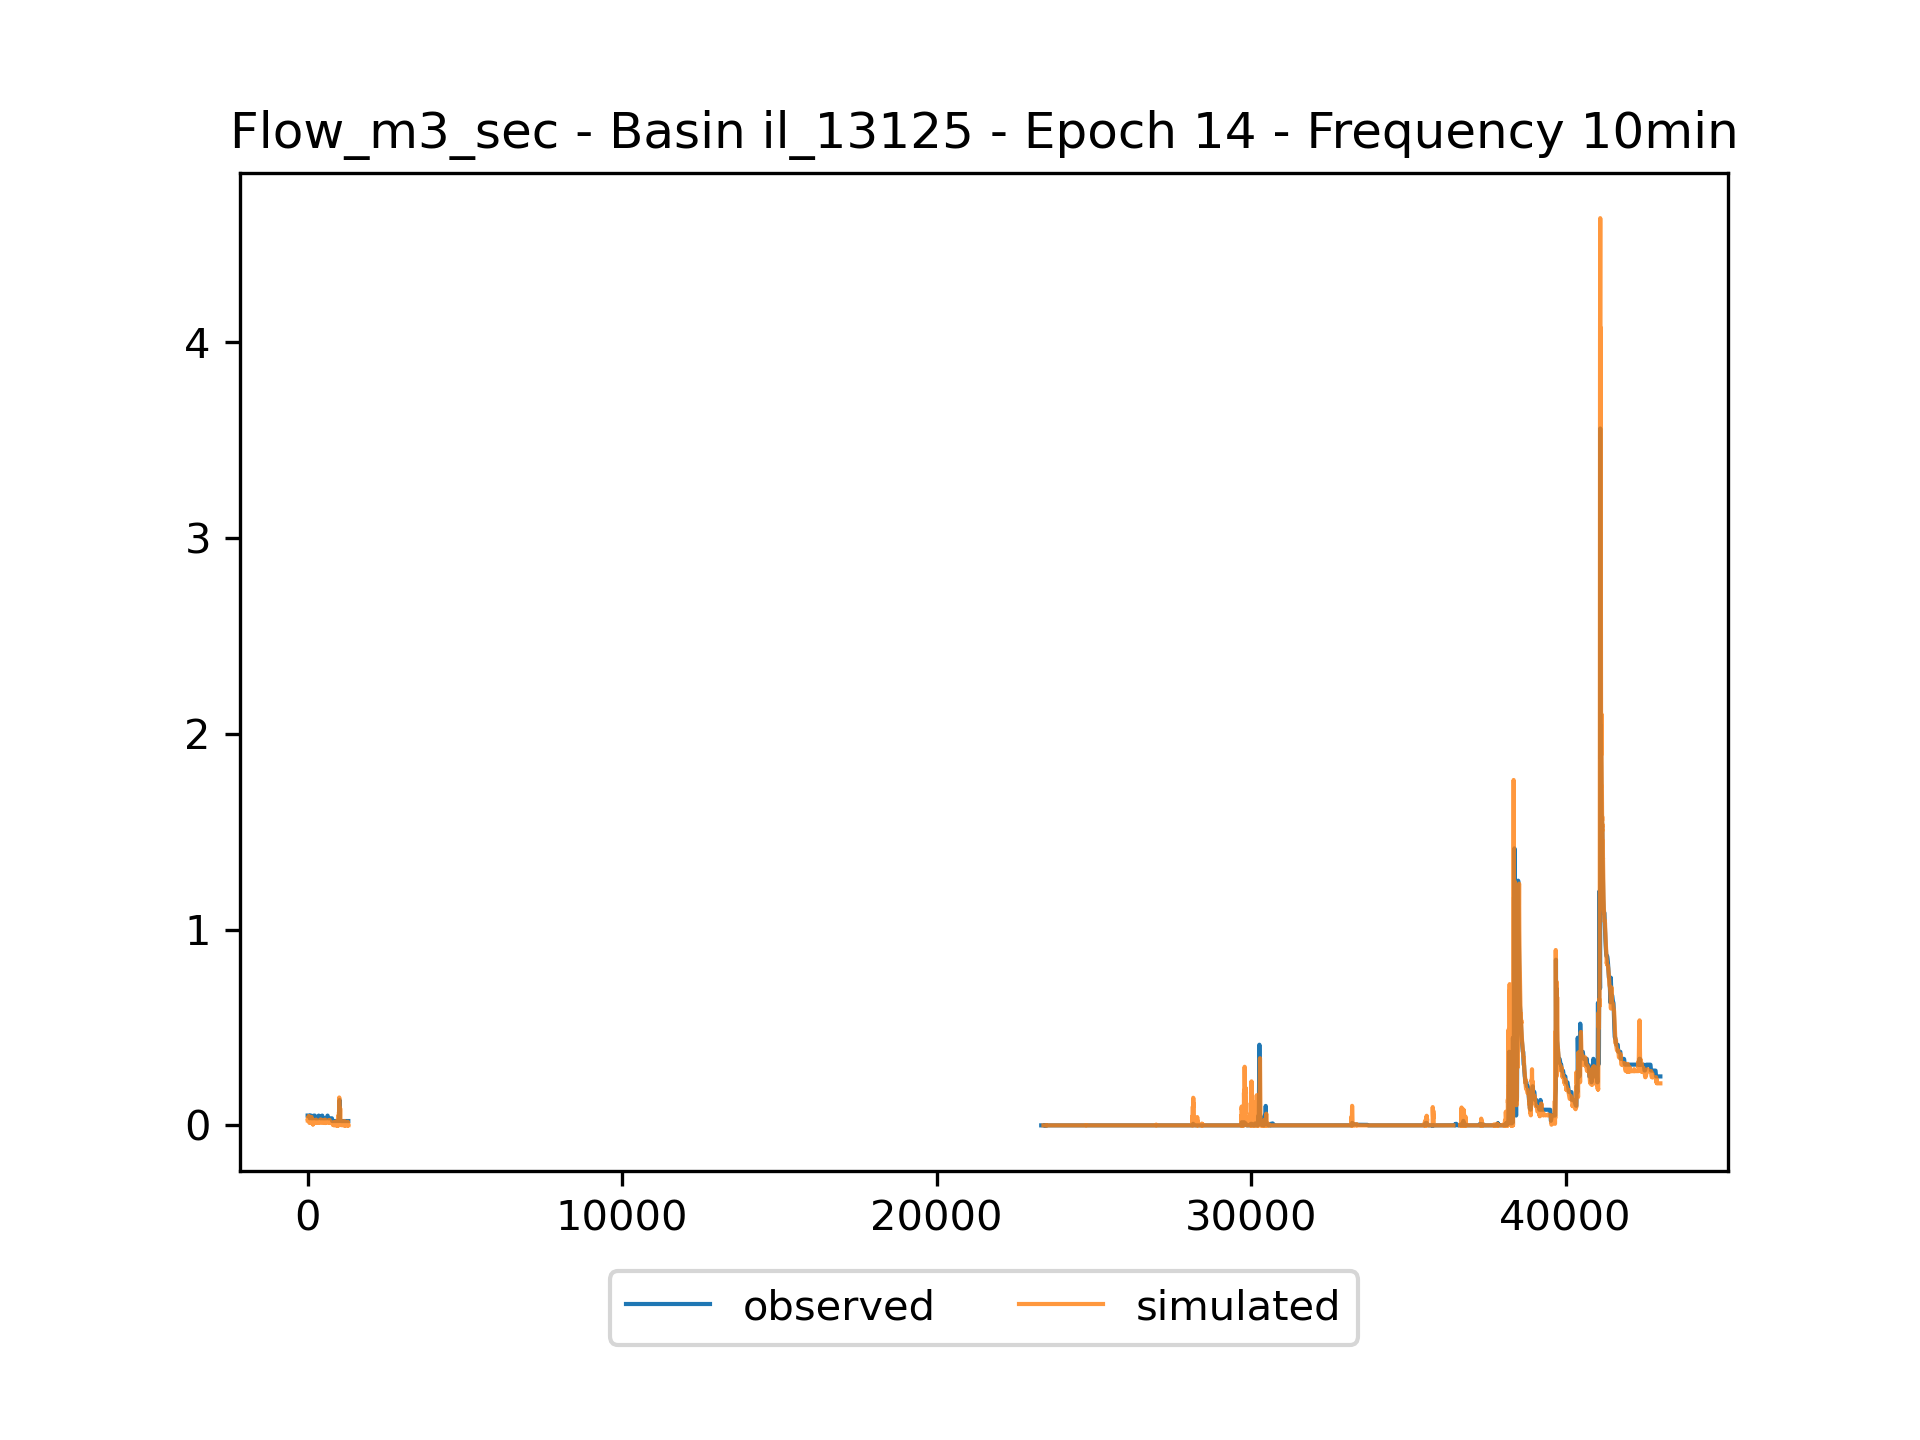 Flow_m3_sec - Basin il_13125 - Epoch 14 - Frequency 10min
4
3
2
1
0
0 10000 20000 30000 40000
observed simulated